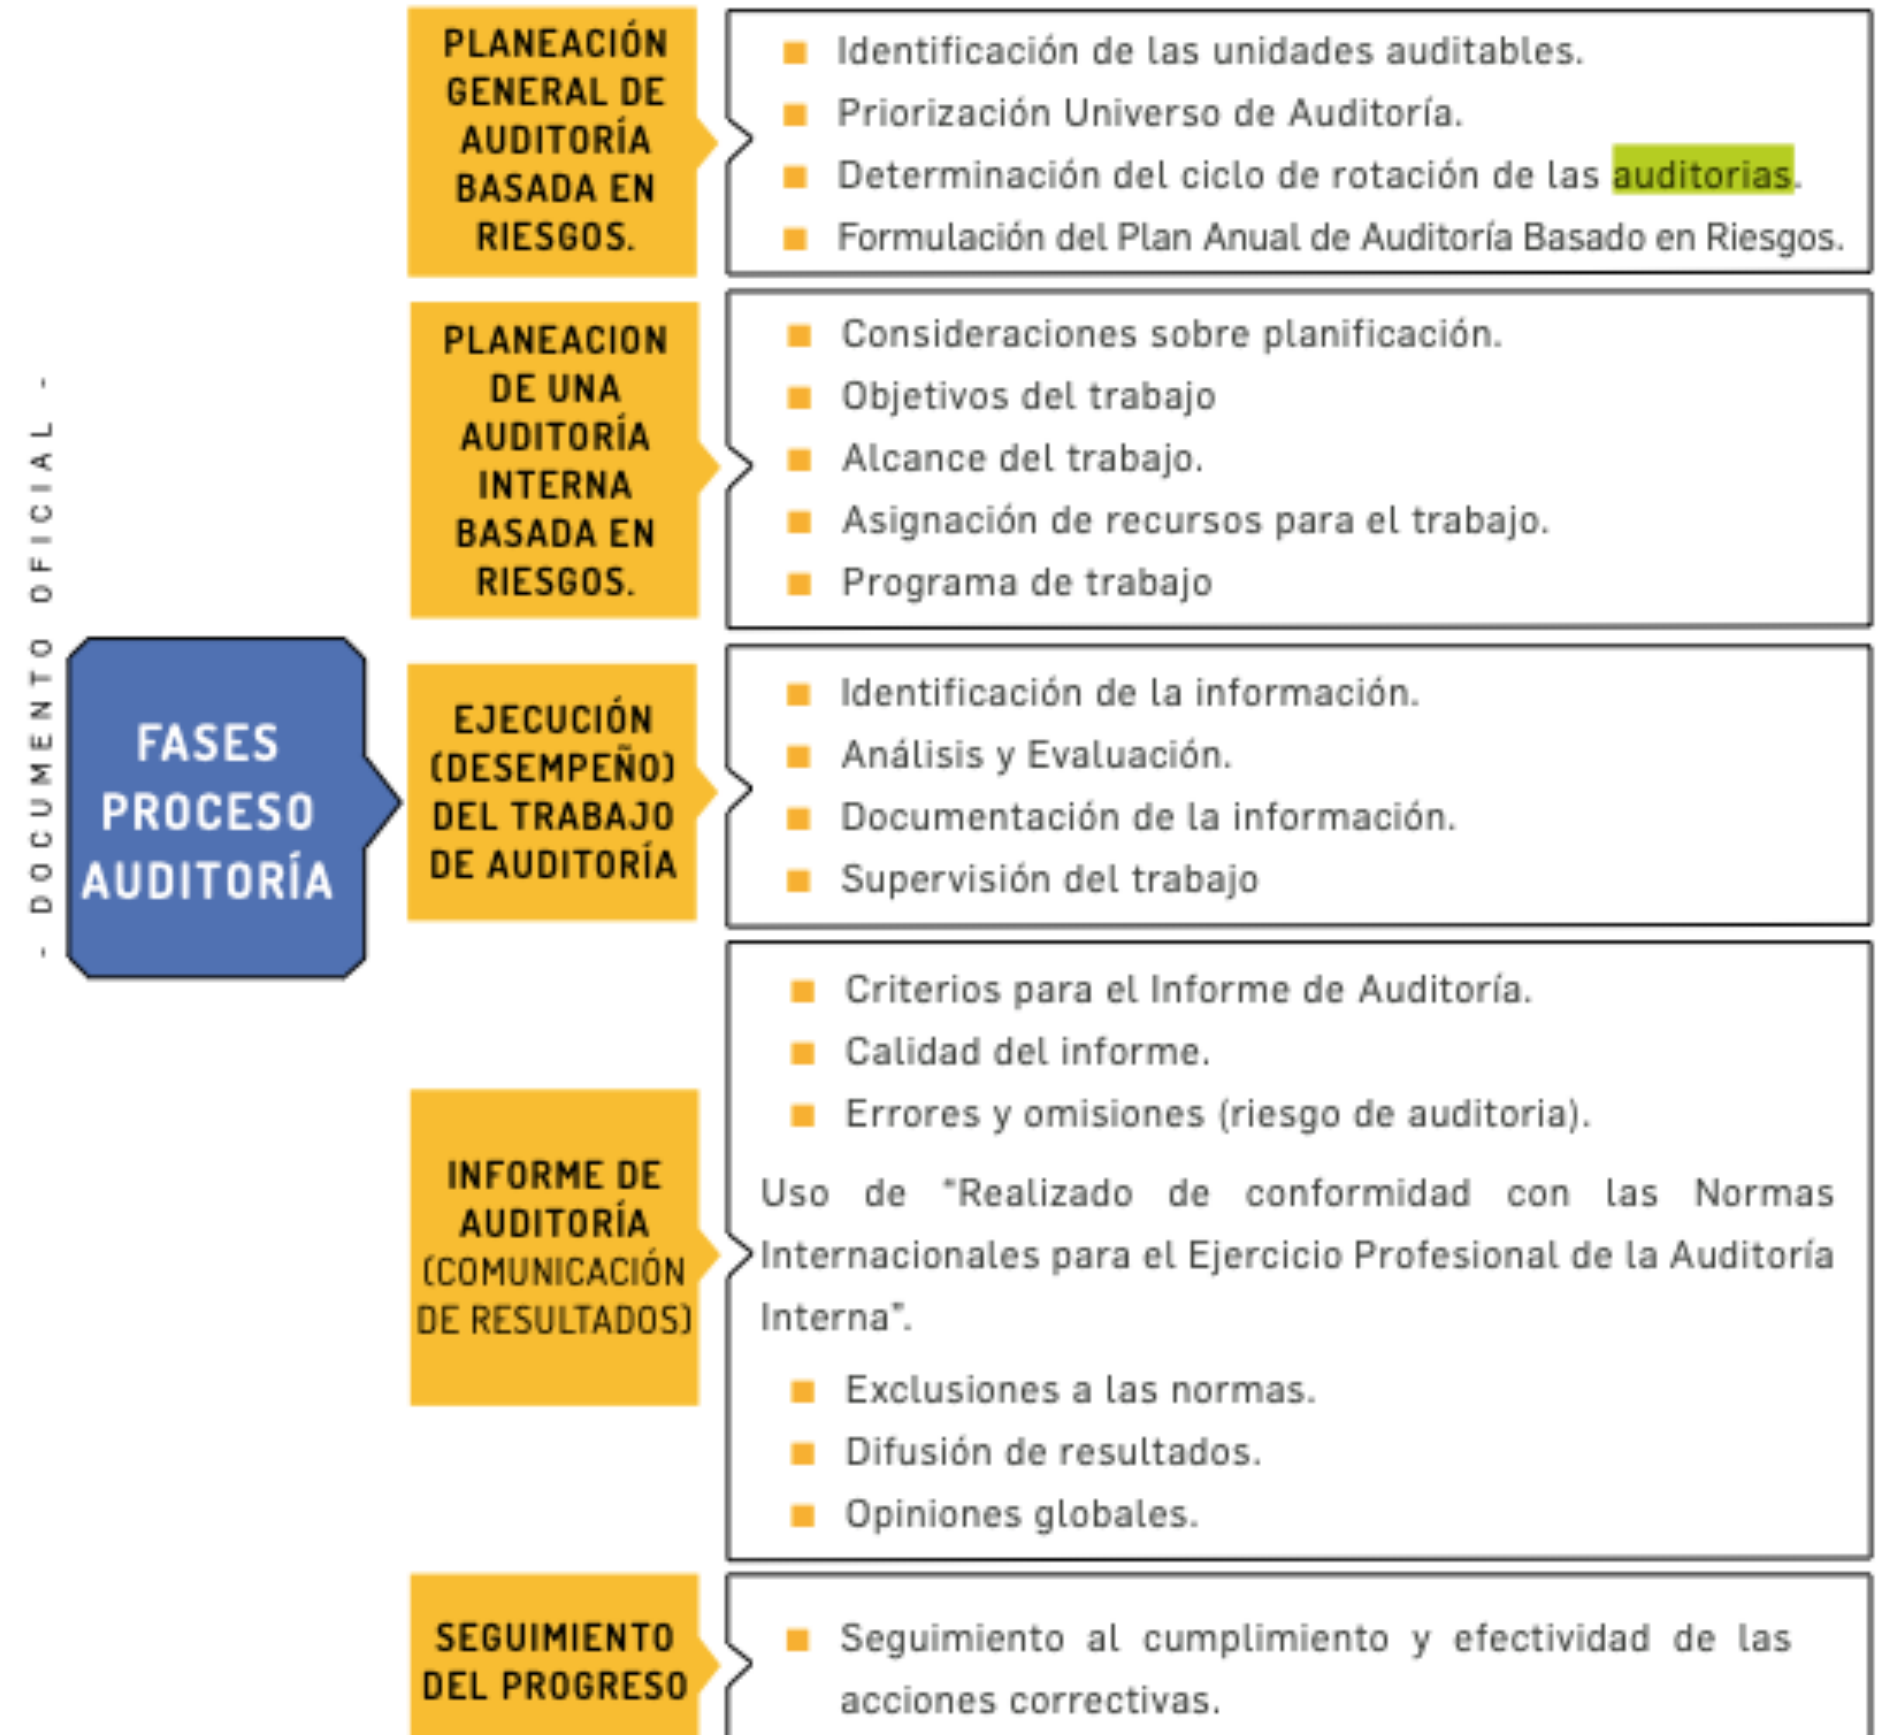 - DOCUMENTO OFICIAL -
FASES
PROCESO
AUDITORÍA
PLANEACIÓN
GENERAL DE
AUDITORÍA
BASADA EN
RIESGOS.
Identificación de las unidades auditables.
Priorización Universo de Auditoría.
Determinación del ciclo de rotación de las auditorias.
Formulación del Plan Anual de Auditoría Basado en Riesgos.
PLANEACION
DE UNA
AUDITORÍA
INTERNA
BASADA EN
RIESGOS.
Consideraciones sobre planificación.
Objetivos del trabajo
Alcance del trabajo.
Asignación de recursos para el trabajo.
Programa de trabajo
EJECUCIÓN
(DESEMPEÑO)
DEL TRABAJO
DE AUDITORÍA
Identificación de la información.
Análisis y Evaluación.
Documentación de la información.
Supervisión del trabajo
INFORME DE
AUDITORÍA
(COMUNICACIÓN
DE RESULTADOS)
Criterios para el Informe de Auditoría.
Calidad del informe.
Errores y omisiones (riesgo de auditoria).
Uso de "Realizado de conformidad con las Normas
Internacionales para el Ejercicio Profesional de la Auditoría
Interna".
Exclusiones a las normas.
Difusión de resultados.
Opiniones globales.
SEGUIMIENTO
DEL PROGRESO
Seguimiento al cumplimiento y efectividad de las
acciones correctivas.